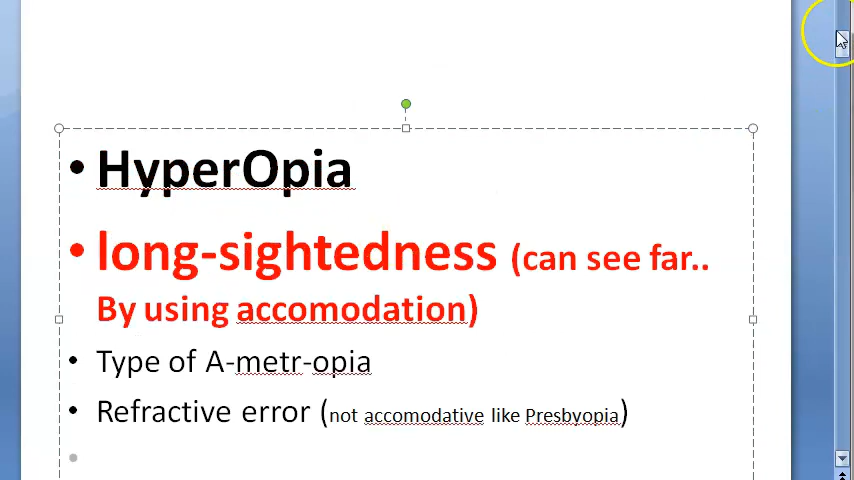 • HyperOpia
• long-sightedness (can see far..
By using accomodation)
• Type of A-metr-opia
• Refractive error (not accomodative like Presbyopia)